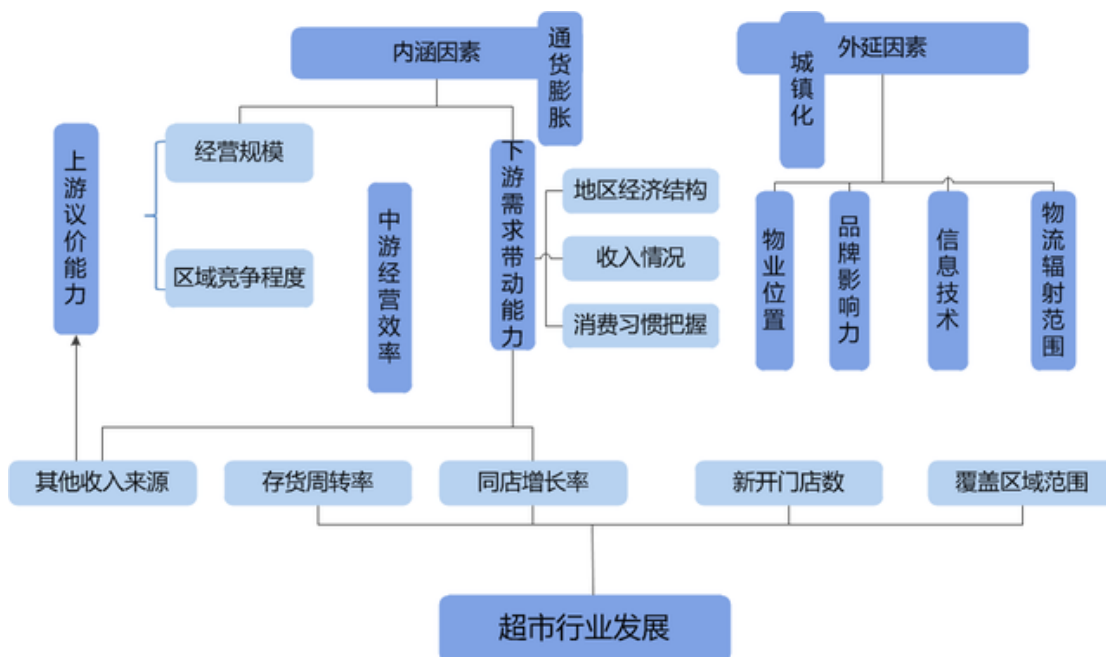 内涵因素
通货膨胀
城镇化
外延因素
上游议价能力
经营规模
区域竞争程度
中游经营效率
下游需求带动能力
地区经济结构
收入情况
消费习惯把握
物业位置
品牌影响力
信息技术
物流辐射范围
其他收入来源
存货周转率
同店增长率
新开门店数
覆盖区域范围
超市行业发展